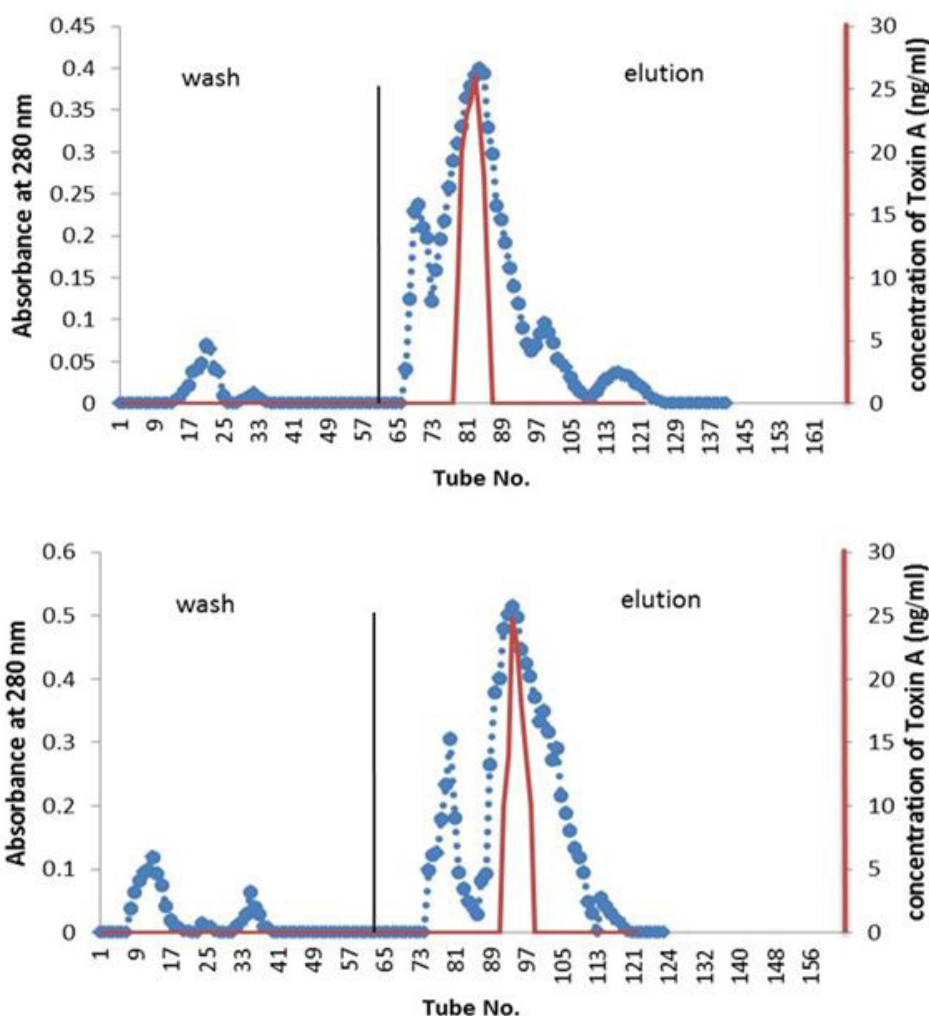 0.45
0.4
0.35
0.3
0.25
0.2
0.15
0.1
0.05
0
Absorbance at 280 nm
wash
elution
30
25
20
15
10
5
0
concentration of Toxin A (ng/ml)
1 9 17 25 33 41 49 57 65 73 81 89 97 105 113 121 129 137 145 153 161
Tube No.
0.6
0.5
0.4
0.3
0.2
0.1
0
Absorbance at 280 nm
wash
elution
30
25
20
15
10
5
0
concentration of Toxin A (ng/ml)
1 9 17 25 33 41 49 57 65 73 81 89 97 105 113 121 124 132 140 148 156
Tube No.